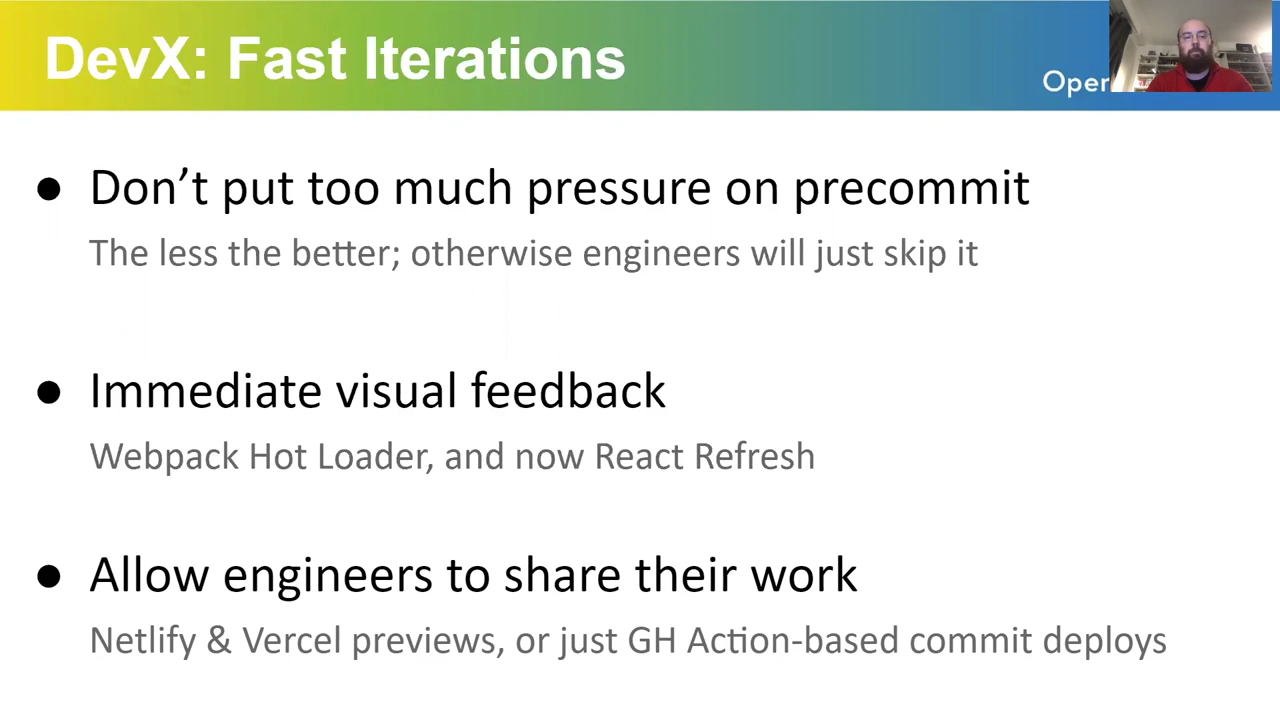 DevX: Fast Iterations
● Don’t put too much pressure on precommit
The less the better; otherwise engineers will just skip it
● Immediate visual feedback
Webpack Hot Loader, and now React Refresh
● Allow engineers to share their work
Netlify & Vercel previews, or just GH Action-based commit deploys